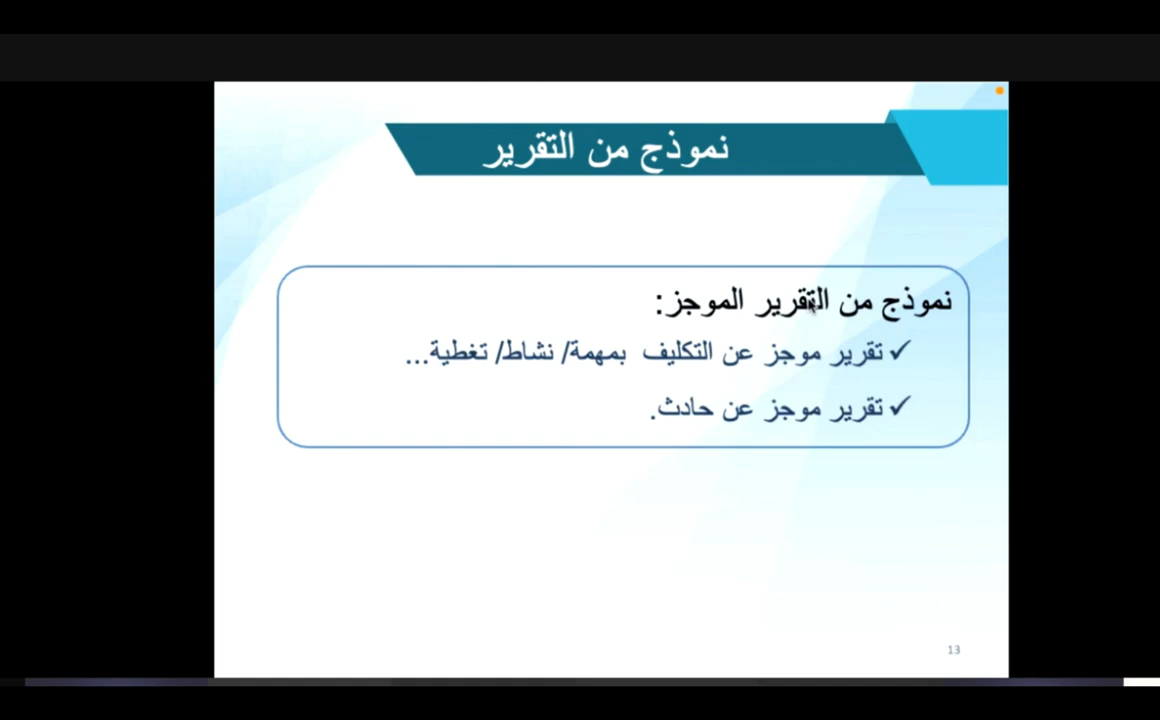 نموذج من التقرير
نموذج من التقرير الموجز:
✓ تقرير موجز عن التكليف بمهمة/ نشاط/ تغطية...
✓ تقرير موجز عن حادث.
13